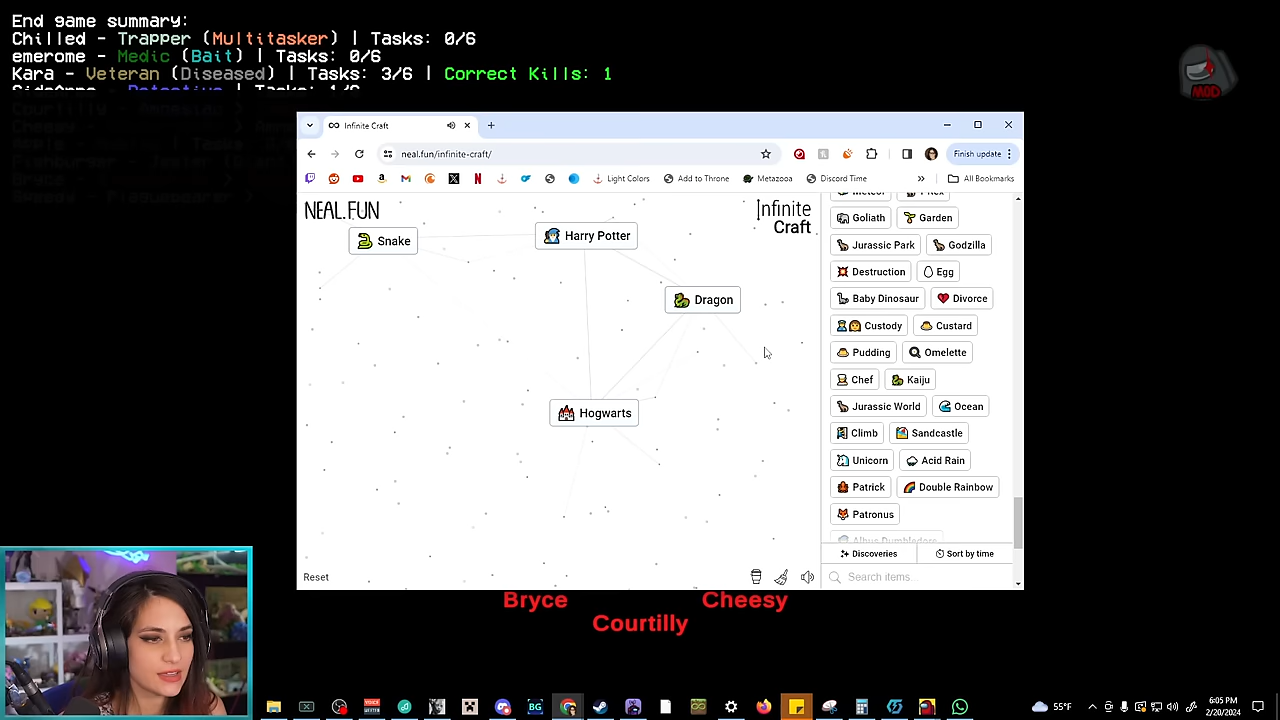 End game summary:
Chilled - Trapper (Multitasker) | Tasks: 0/6
emerome - Medic (Bait) | Tasks: 0/6
Kara - Veteran (Diseased) | Tasks: 3/6 | Correct Kills: 1
MOD
Infinite Craft
neal.fun/infinite-craft/
Finish update
Light Colors
Add to Throne
Metazooa
Discord Time
»
All Bookmarks
NEAL.FUN
Infinite
Craft
Snake
Harry Potter
Dragon
Hogwarts
Meteor T-Rex
Goliath Garden
Jurassic Park Godzilla
Destruction Egg
Baby Dinosaur Divorce
Custody Custard
Pudding Omelette
Chef Kaiju
Jurassic World Ocean
Climb Sandcastle
Unicorn Acid Rain
Patrick Double Rainbow
Patronus
Albus Dumbledore
Discoveries Sort by time
Search items...
Reset
Bryce Cheesy
Courtilly
55°
6:05 PM
2/20/2024